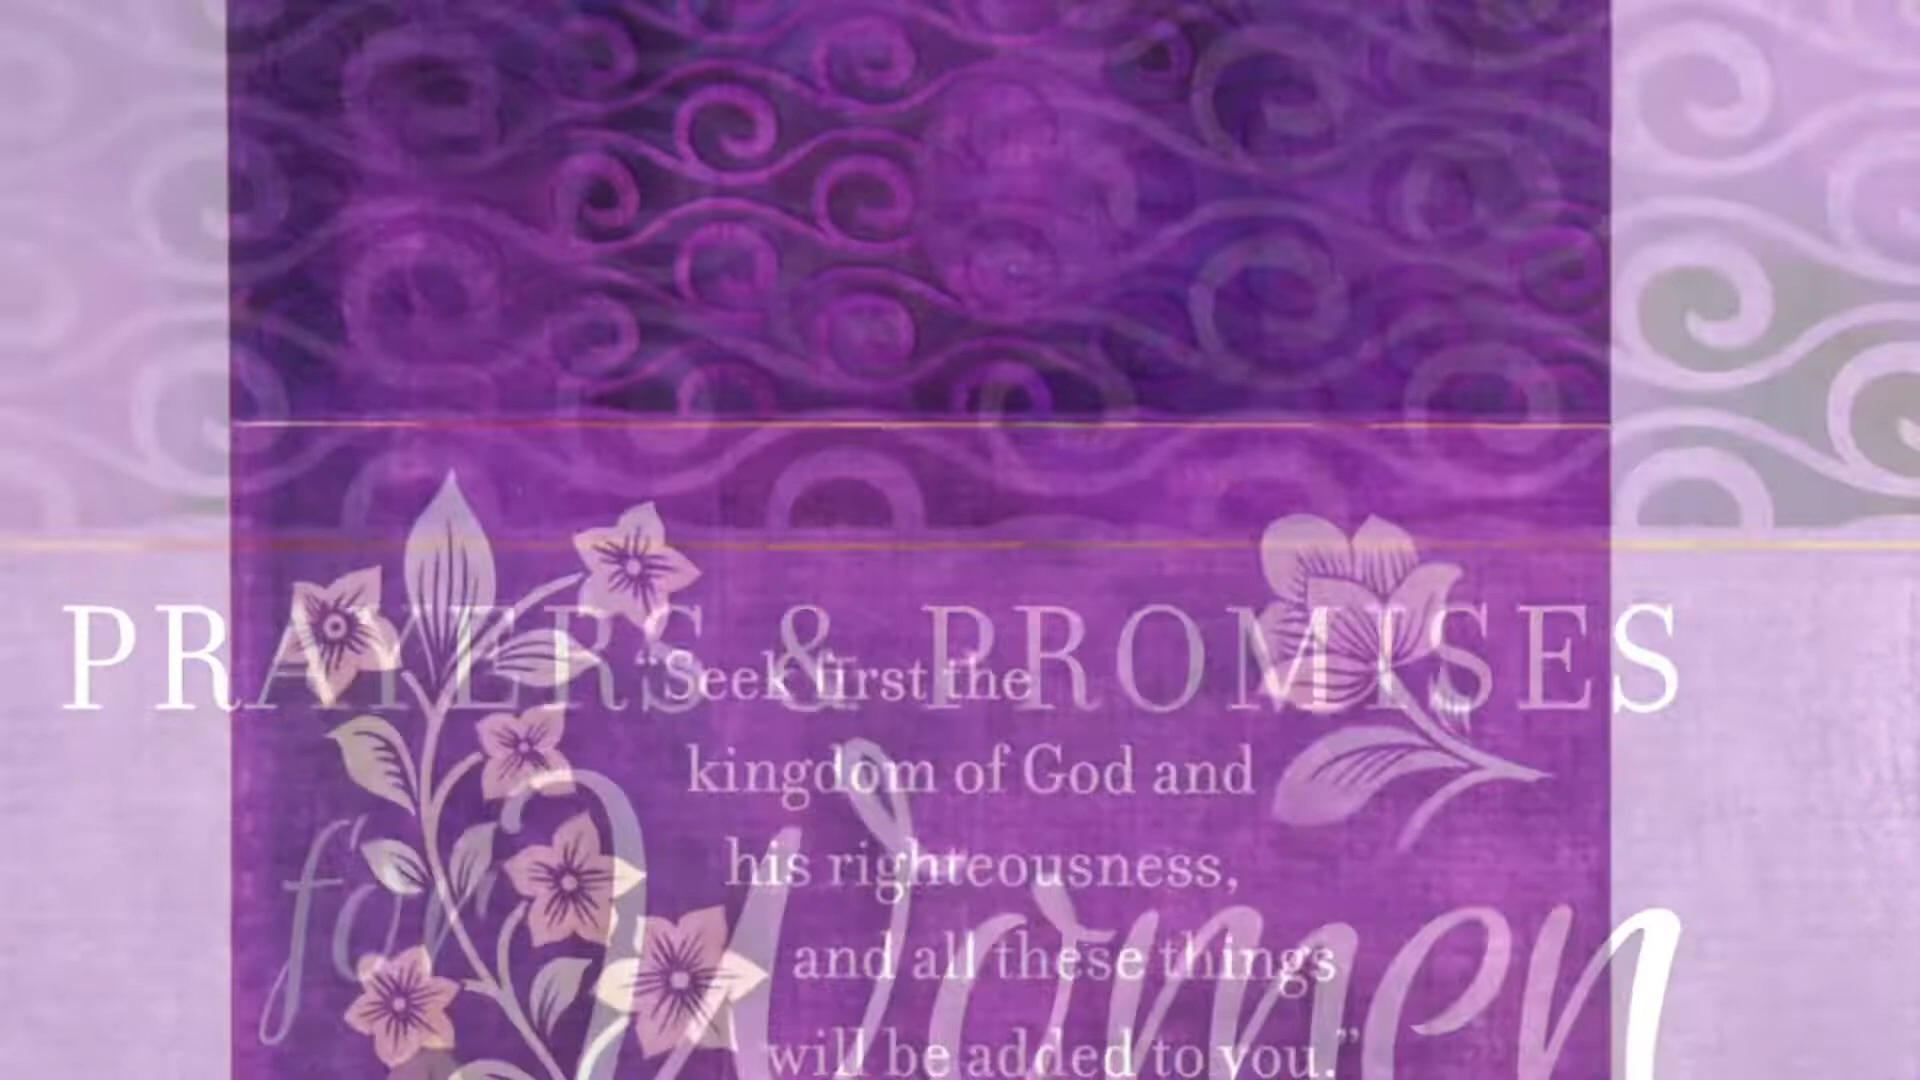 PRAYERS & PROMISES
for Women
“Seek first the
kingdom of God and
his righteousness,
and all these things
will be added to you.”